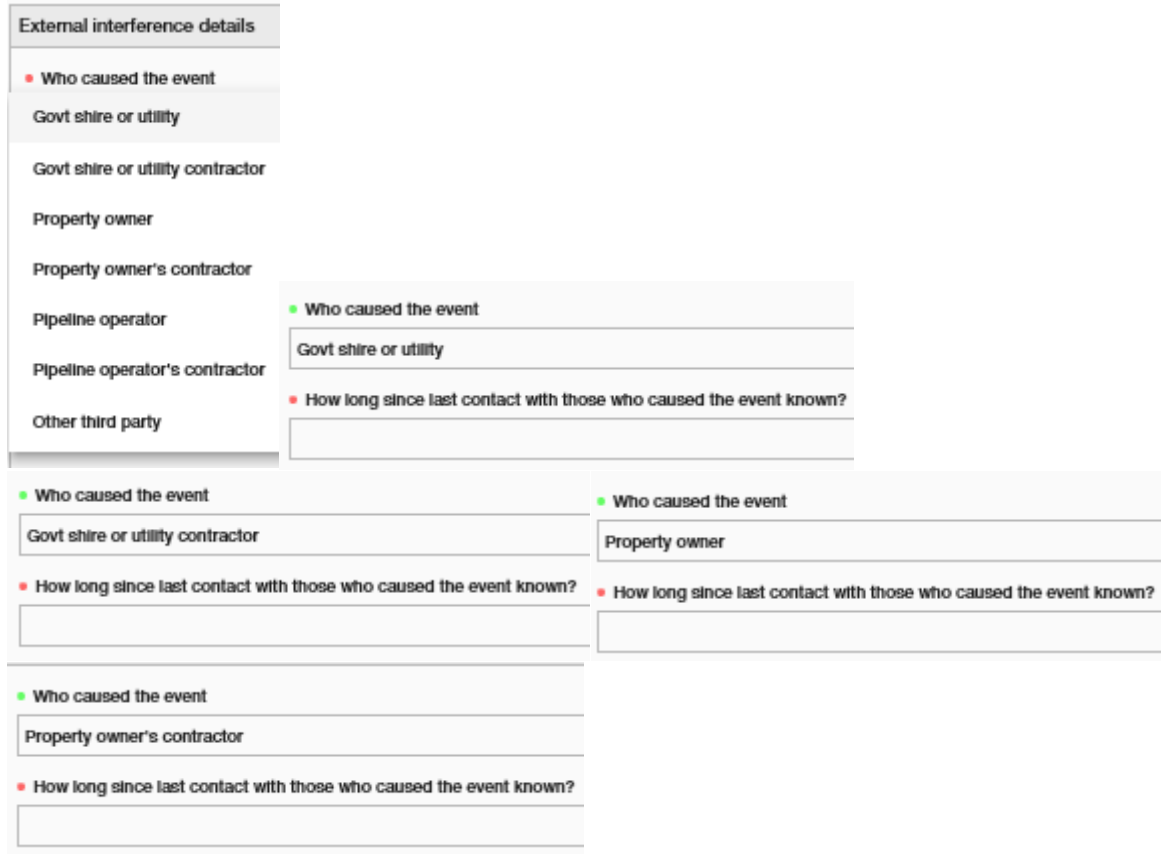 External interference details
Who caused the event
Govt shire or utility
Govt shire or utility contractor
Property owner
Property owner's contractor
Pipeline operator
Pipeline operator's contractor
Other third party
Who caused the event
Govt shire or utility
How long since last contact with those who caused the event known?
Who caused the event
Govt shire or utility contractor
How long since last contact with those who caused the event known?
Who caused the event
Property owner
How long since last contact with those who caused the event known?
Who caused the event
Property owner's contractor
How long since last contact with those who caused the event known?